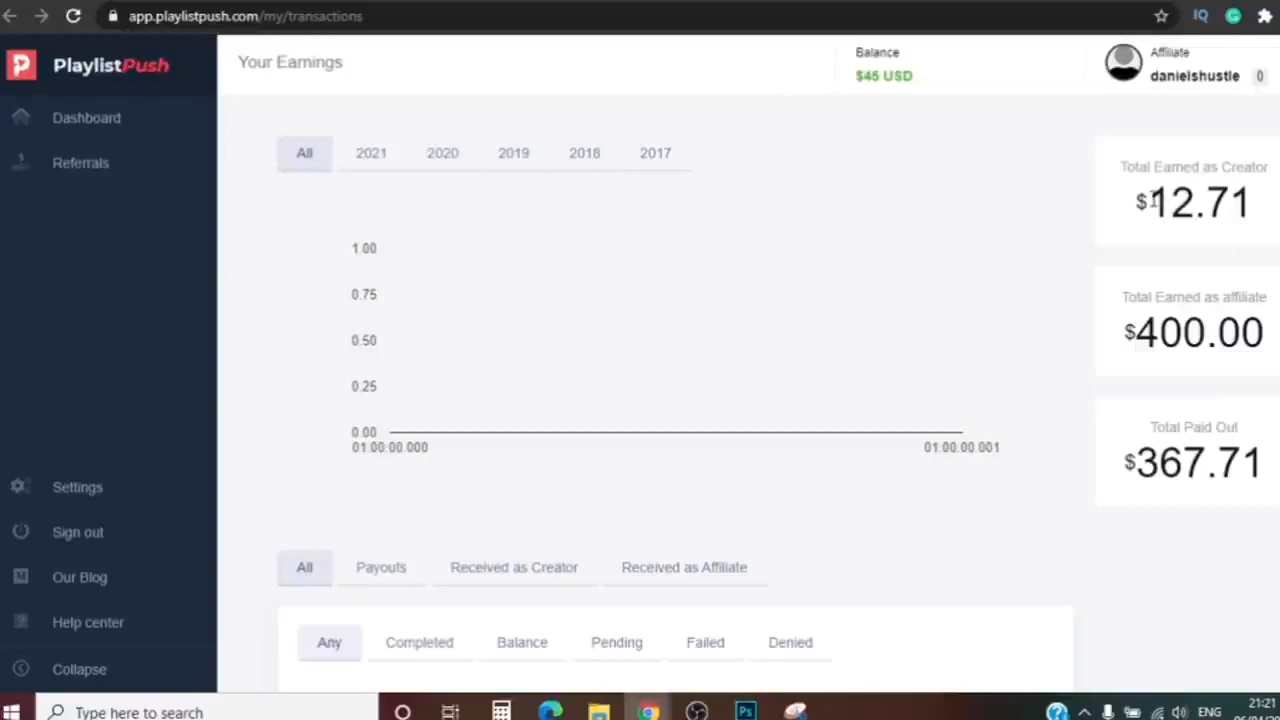 app.playlistpush.com/my/transactions
PlaylistPush
Your Earnings
Balance
$45 USD
Affiliate
danielshustle 0
Dashboard
Referrals
All 2021 2020 2019 2018 2017
Total Earned as Creator
$12.71
1.00
0.75
0.50
0.25
0.00
01:00:00.000 01:00:00.001
Total Earned as affiliate
$400.00
Total Paid Out
$367.71
Settings
Sign out
Our Blog
Help center
Collapse
All Payouts Received as Creator Received as Affiliate
Any Completed Balance Pending Failed Denied
Type here to search
Ps
ENG
21:21